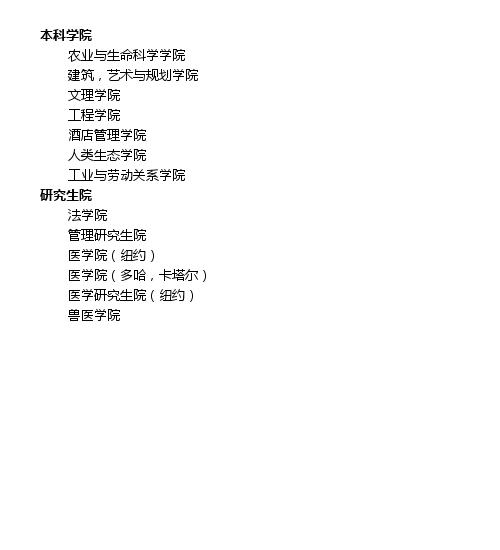 本科学院
农业与生命科学学院
建筑，艺术与规划学院
文理学院
工程学院
酒店管理学院
人类生态学院
工业与劳动关系学院
研究生院
法学院
管理研究生院
医学院（纽约）
医学院（多哈，卡塔尔）
医学研究生院（纽约）
兽医学院